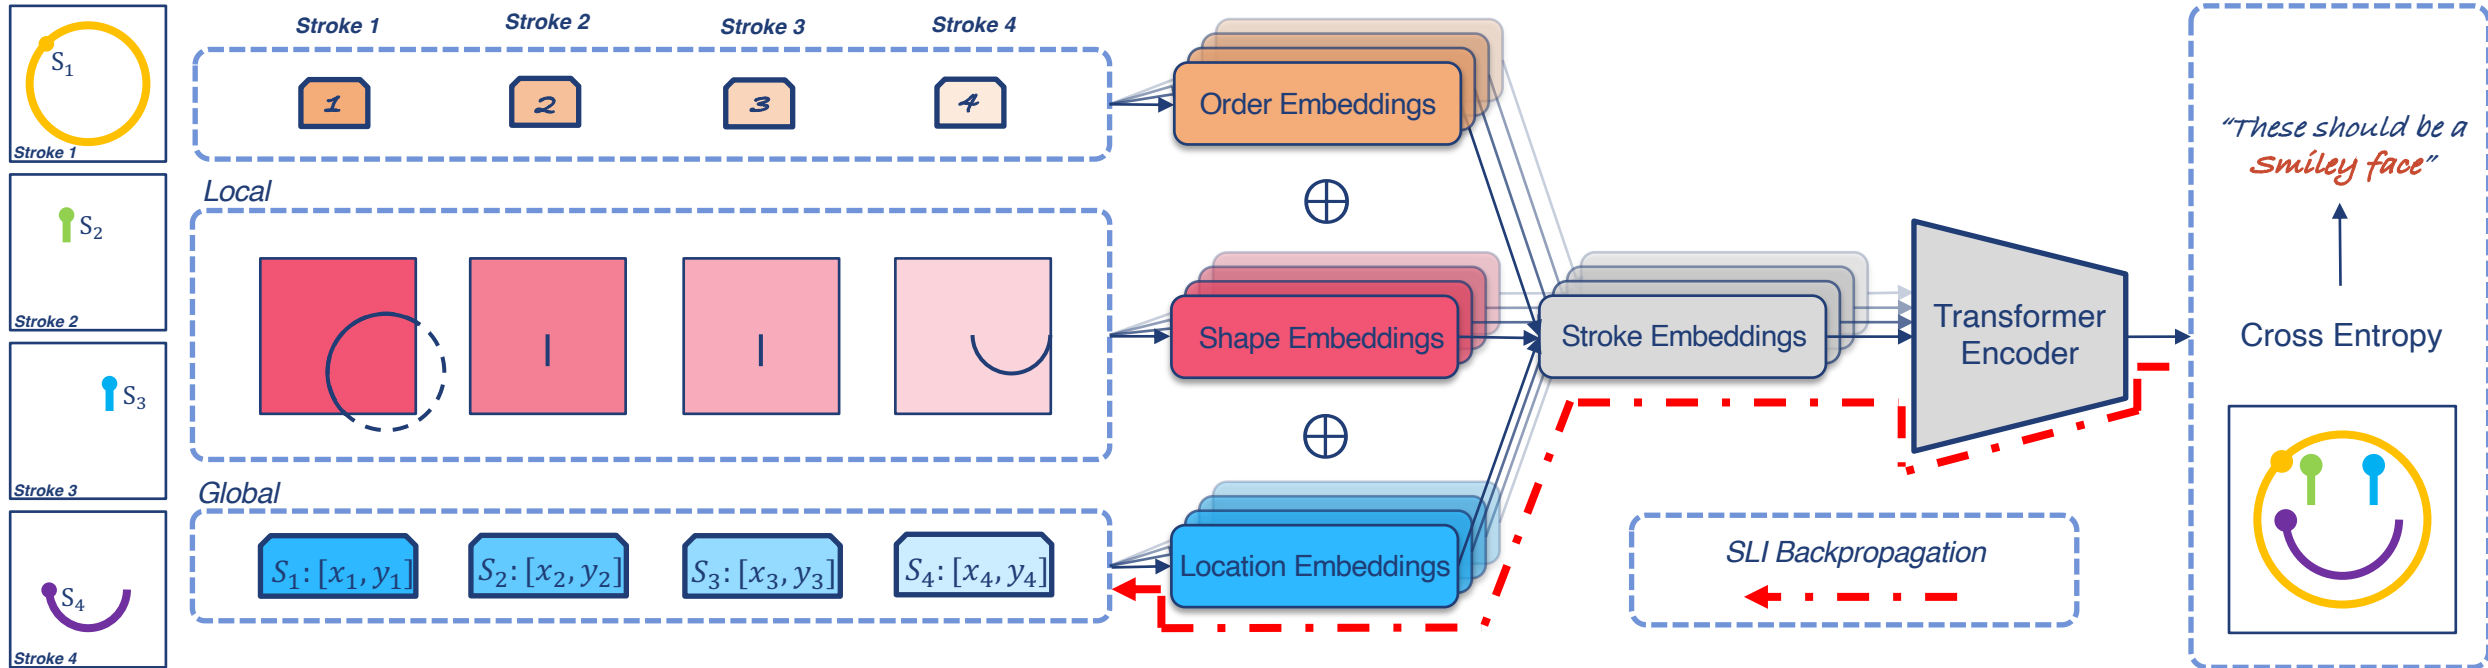 S₁
Stroke 1
S₂
Stroke 2
S₃
Stroke 3
S₄
Stroke 4
Stroke 1
Stroke 2
Stroke 3
Stroke 4
1
2
3
4
Local
Global
S₁: [x₁, y₁]
S₂: [x₂, y₂]
S₃: [x₃, y₃]
S₄: [x₄, y₄]
Order Embeddings
Shape Embeddings
Location Embeddings
Stroke Embeddings
Transformer
Encoder
SLI Backpropagation
“These should be a
Smiley face”
Cross Entropy